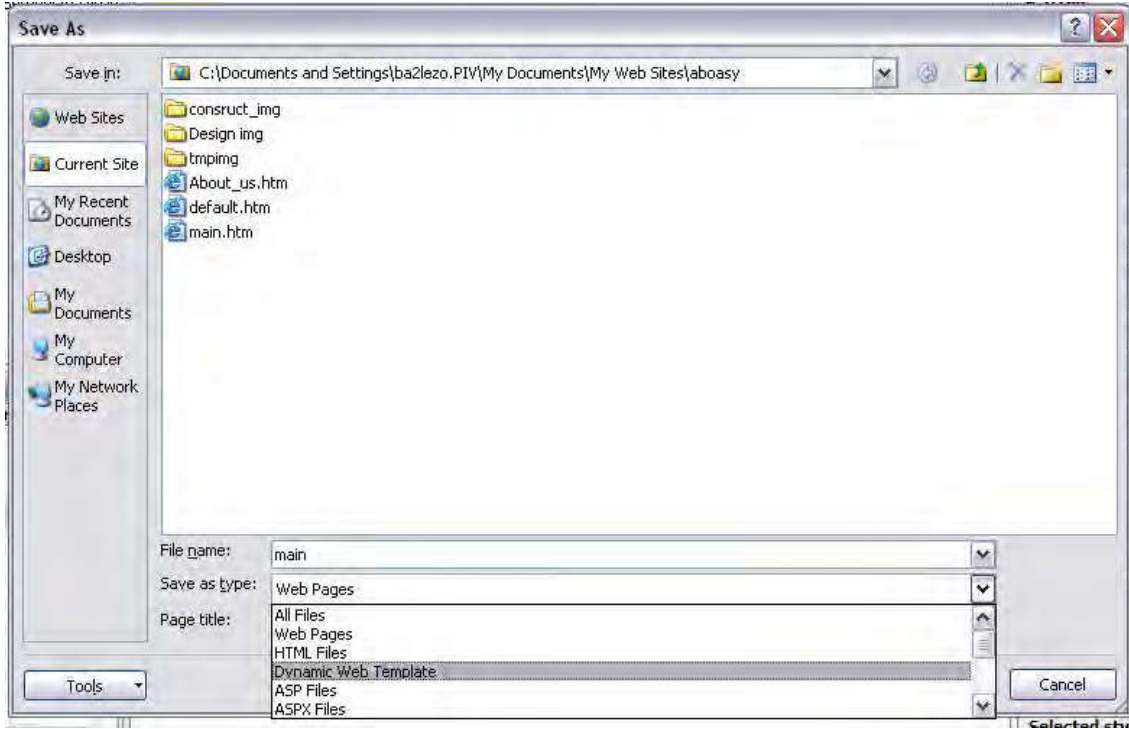 Save As
Save in:
C:\Documents and Settings\ba2lezo.PIV\My Documents\My Web Sites\aboasy
Web Sites
Current Site
My Recent
Documents
Desktop
My
Documents
My
Computer
My Network
Places
consruct_img
Design img
tmpimg
About_us.htm
default.htm
main.htm
File name:
main
Save as type:
Web Pages
Page title:
All Files
Web Pages
HTML Files
Dynamic Web Template
ASP Files
ASPX Files
Tools
Cancel
Selected